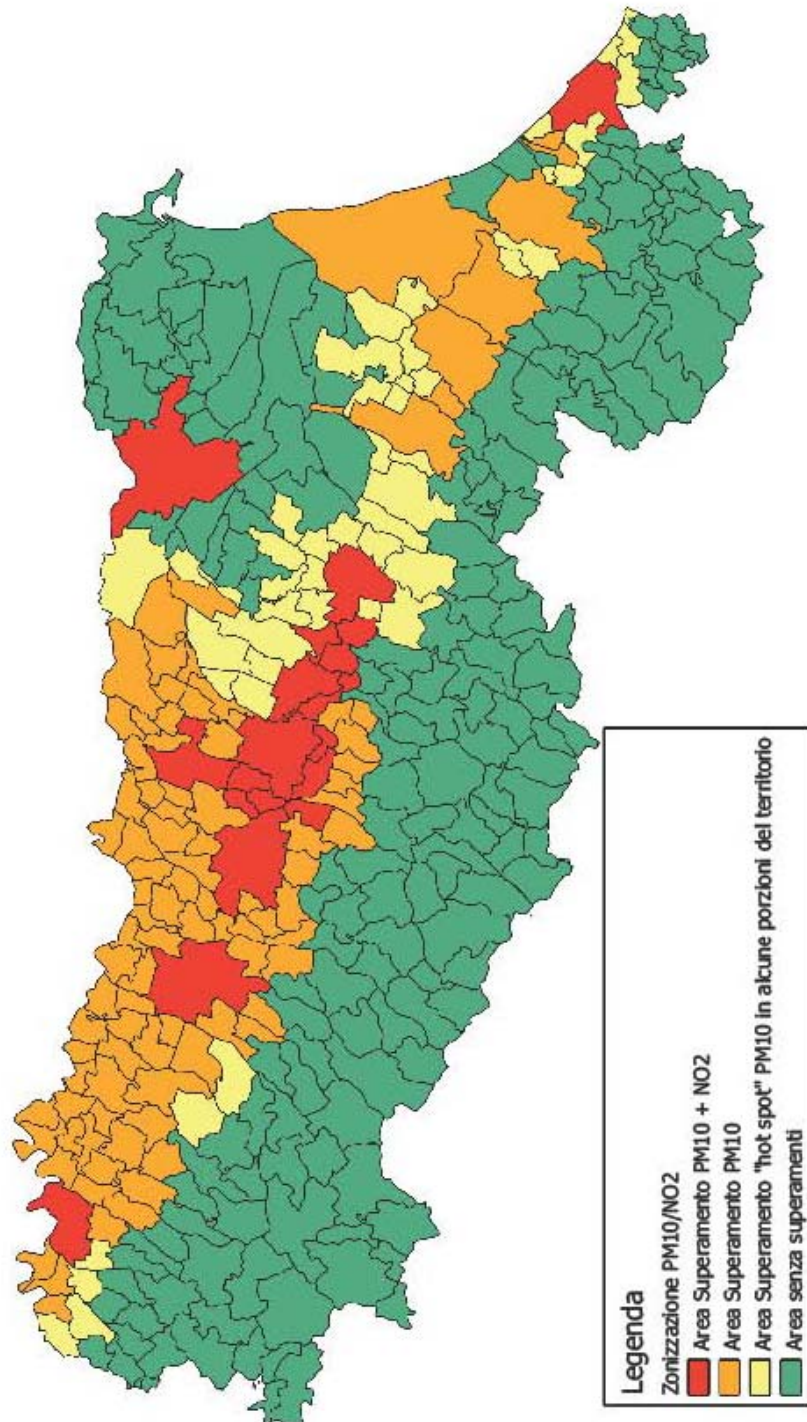 Legenda
Zonizzazione PM10/NO2
Area Superamento PM10 + NO2
Area Superamento PM10
Area Superamento "hot spot" PM10 in alcune porzioni del territorio
Area senza superamenti